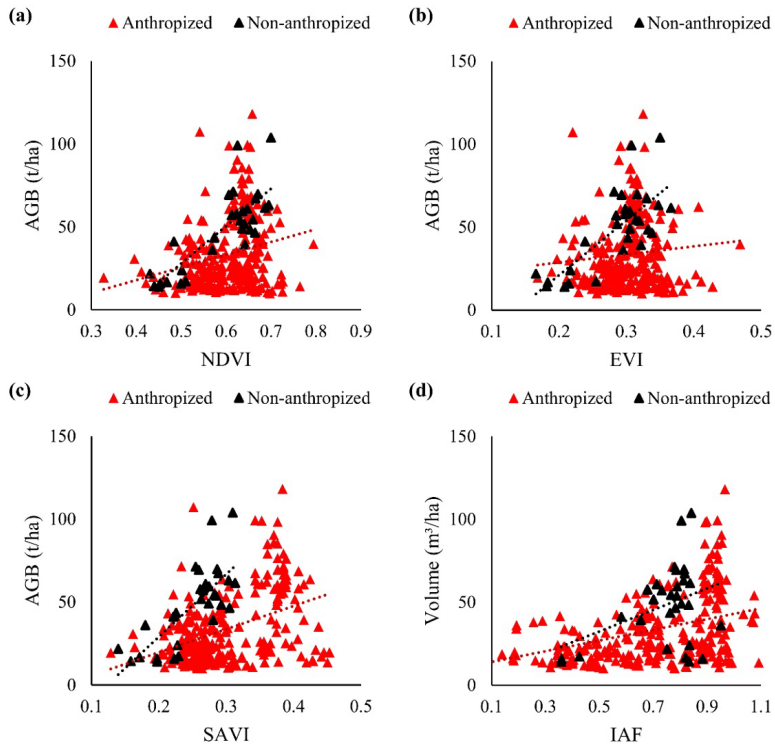 (a)
Anthropized Non-anthropized
150
100
50
0
AGB (t/ha)
0.3 0.4 0.5 0.6 0.7 0.8 0.9
NDVI
(b)
Anthropized Non-anthropized
150
100
50
0
AGB (t/ha)
0.1 0.2 0.3 0.4 0.5
EVI
(c)
Anthropized Non-anthropized
150
100
50
0
AGB (t/ha)
0.1 0.2 0.3 0.4 0.5
SAVI
(d)
Anthropized Non-anthropized
150
100
50
0
Volume (m³/ha)
0.1 0.3 0.5 0.7 0.9 1.1
IAF